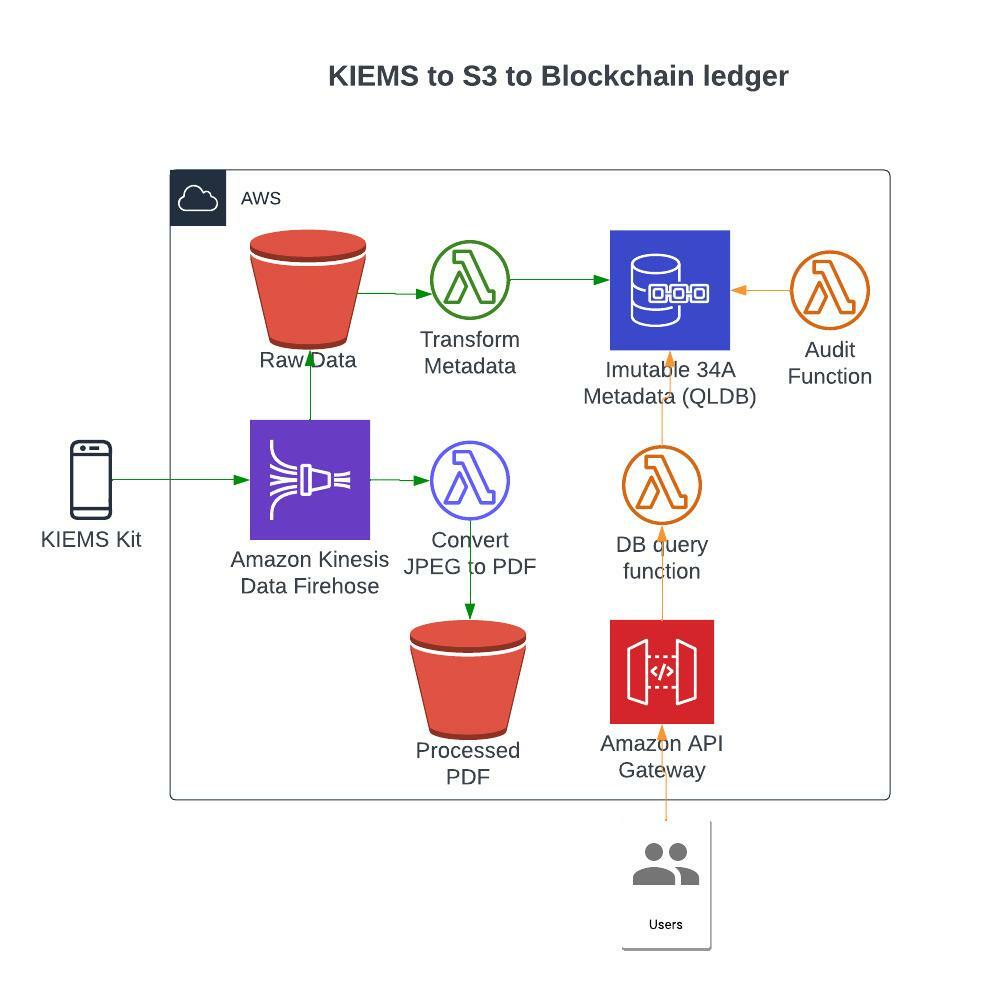 KIEMS to S3 to Blockchain ledger
AWS
Raw Data
Transform
Metadata
Imutable 34A
Metadata (QLDB)
Audit
Function
KIEMS Kit
Amazon Kinesis
Data Firehose
Convert
JPEG to PDF
DB query
function
Processed
PDF
Amazon API
Gateway
Users